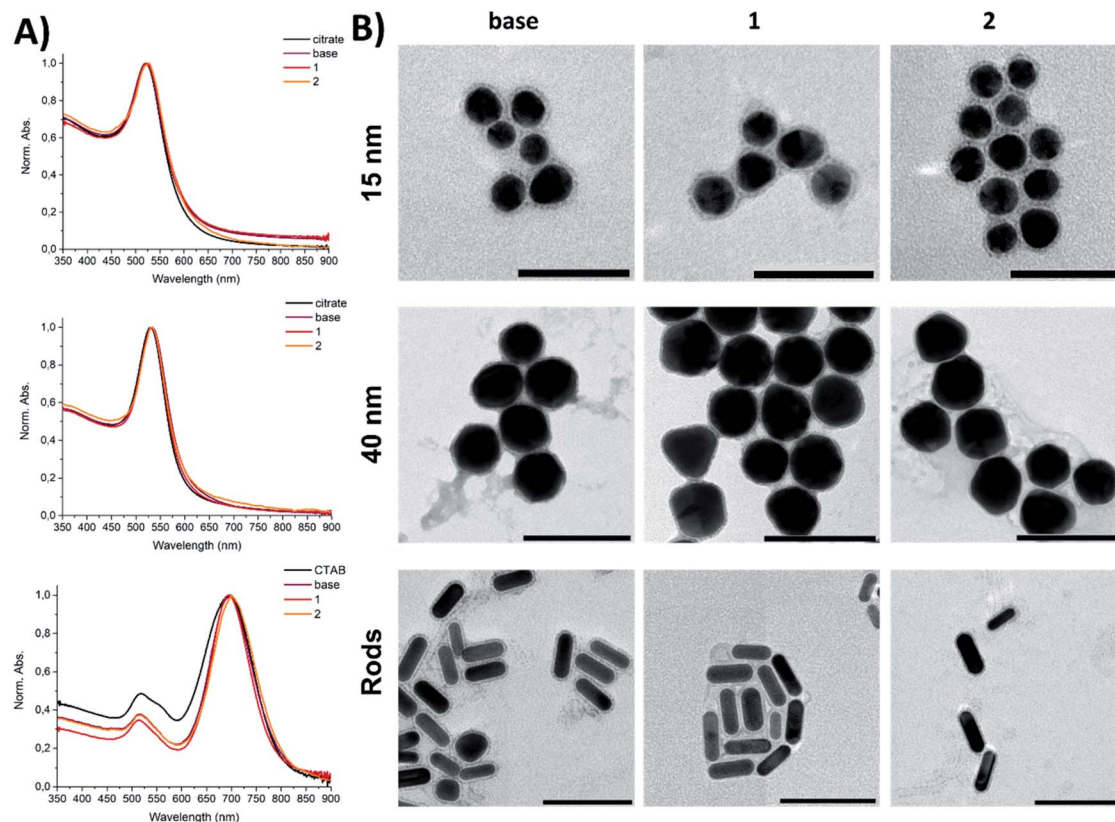 A)
citrate
base
1
2
1,0
0,8
0,6
0,4
0,2
0,0
Norm. Abs.
350 400 450 500 550 600 650 700 750 800 850 900
Wavelength (nm)
citrate
base
1
2
1,0
0,8
0,6
0,4
0,2
0,0
Norm. Abs.
350 400 450 500 550 600 650 700 750 800 850 900
Wavelength (nm)
CTAB
base
1
2
1,0
0,8
0,6
0,4
0,2
0,0
Norm. Abs.
350 400 450 500 550 600 650 700 750 800 850 900
Wavelength (nm)
B)
base 1 2
15 nm
40 nm
Rods